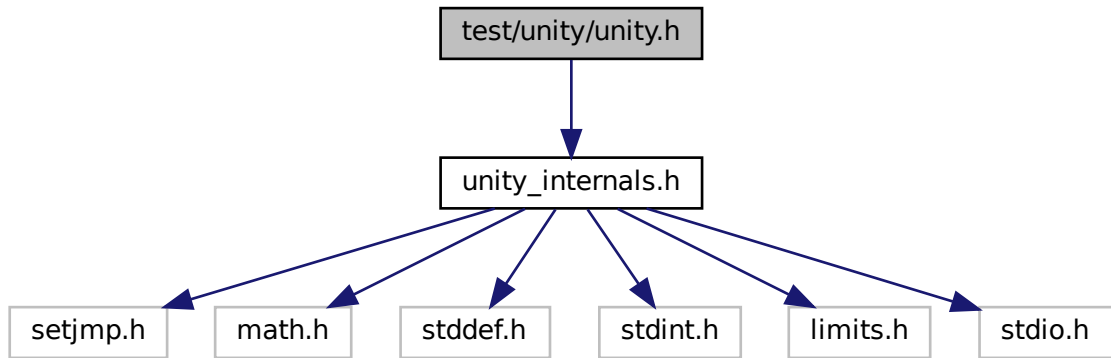 test/unity/unity.h
unity_internals.h
setjmp.h
math.h
stddef.h
stdint.h
limits.h
stdio.h